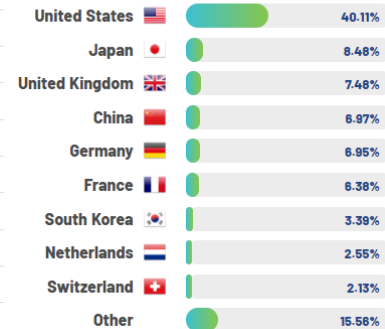 United States 40.11%
Japan 8.48%
United Kingdom 7.48%
China 6.97%
Germany 6.95%
France 6.38%
South Korea 3.39%
Netherlands 2.55%
Switzerland 2.13%
Other 15.56%